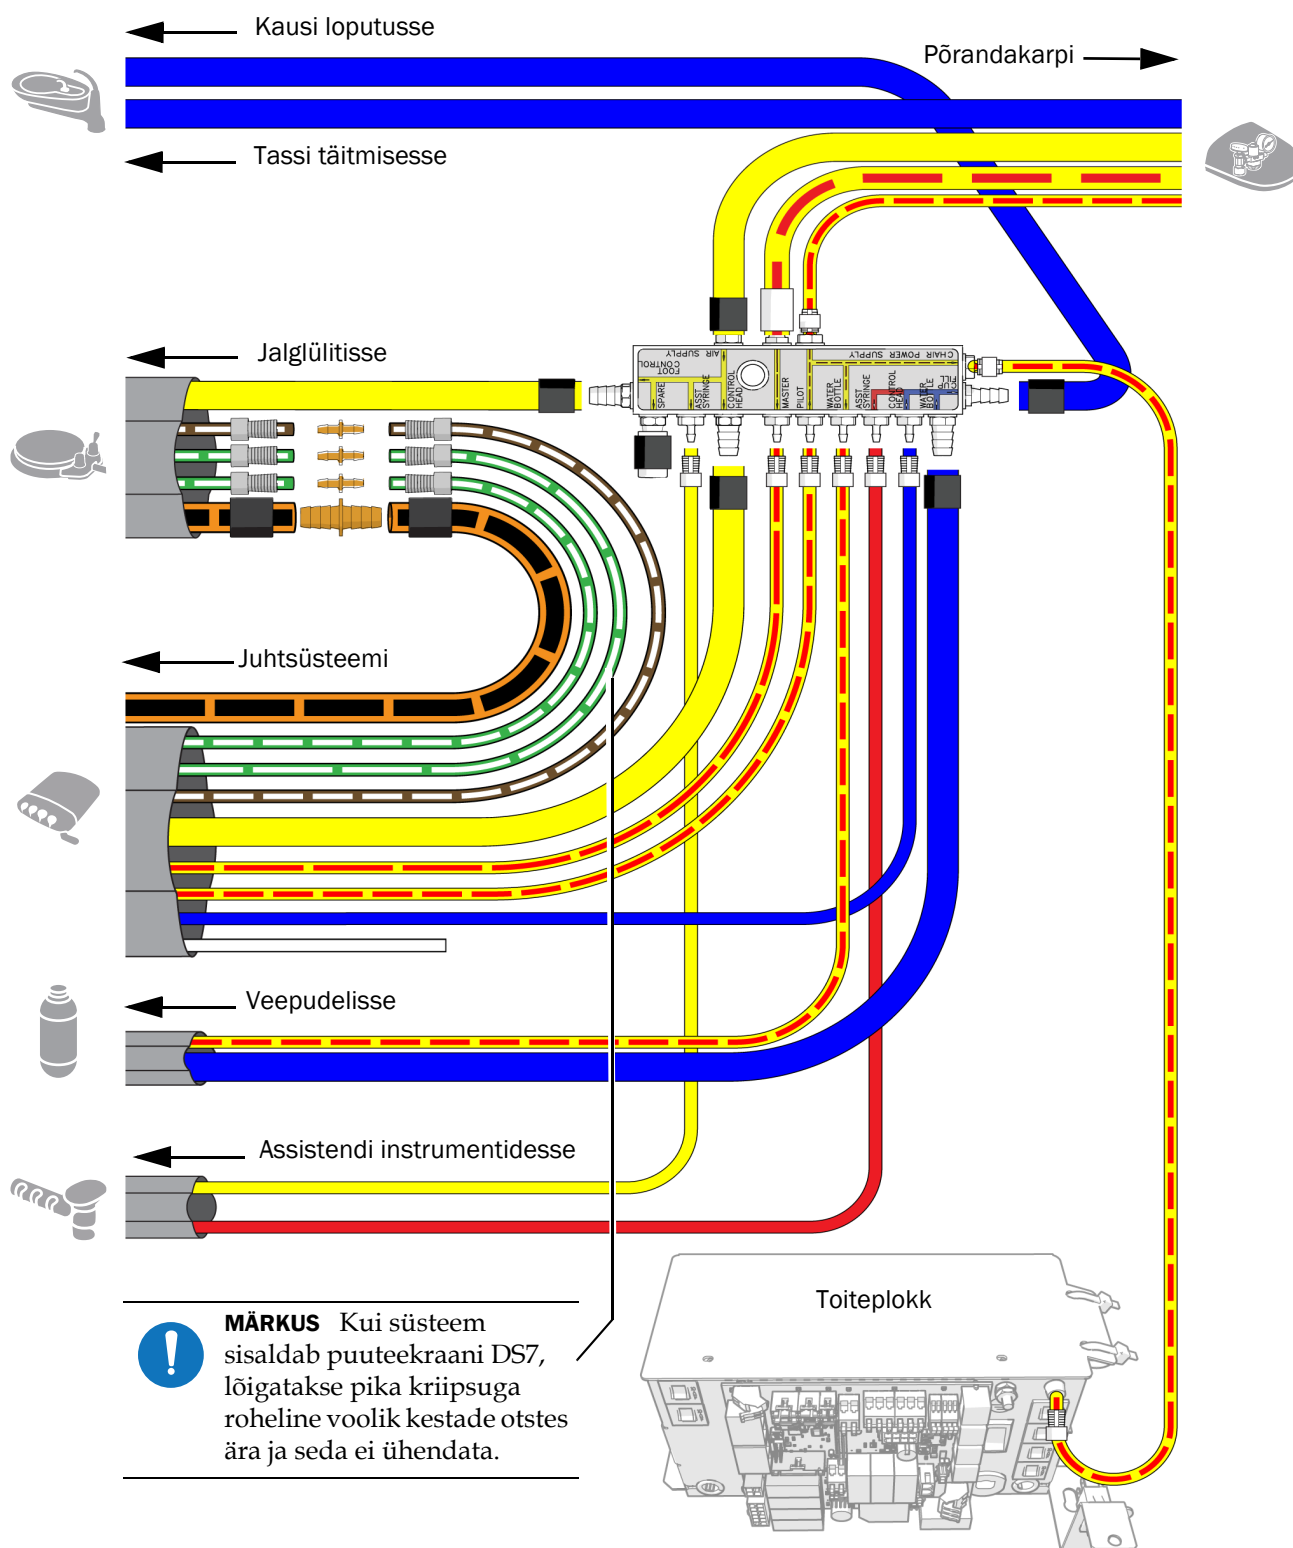 Kausi loputusse
Põrandakarpi
Tassi täitmisesse
Jalglülitisse
AIR SUPPLY
FOOT
CONTROL
CHAIR POWER SUPPLY
CUP
FILL
SPARE
ASST
SYRINGE
CONTROL
HEAD
MASTER
PILOT
WATER
BOTTLE
ASST
SYRINGE
CONTROL
HEAD
WATER
BOTTLE
Juhtsüsteemi
Veepudelisse
Assistendi instrumentidesse
Toiteplokk
MÄRKUS Kui süsteem
sisaldab puuteekraani DS7,
lõigatakse pika kriipsuga
roheline voolik kestade otstes
ära ja seda ei ühendata.